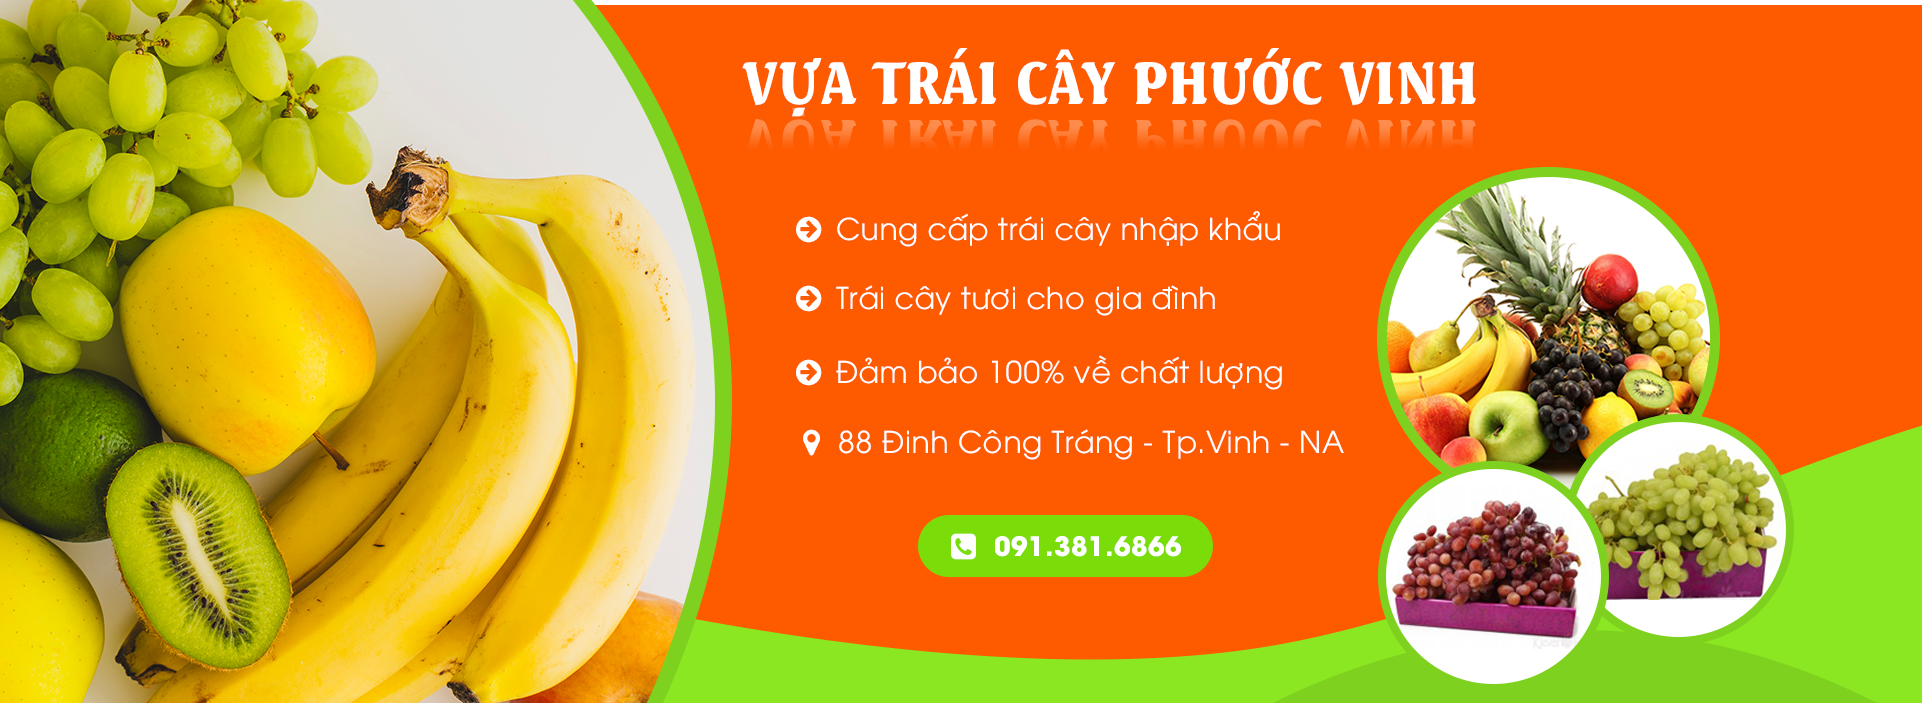 VỰA TRÁI CÂY PHƯỚC VINH
Cung cấp trái cây nhập khẩu
Trái cây tươi cho gia đình
Đảm bảo 100% về chất lượng
88 Đinh Công Tráng - Tp.Vinh - NA
091.381.6866